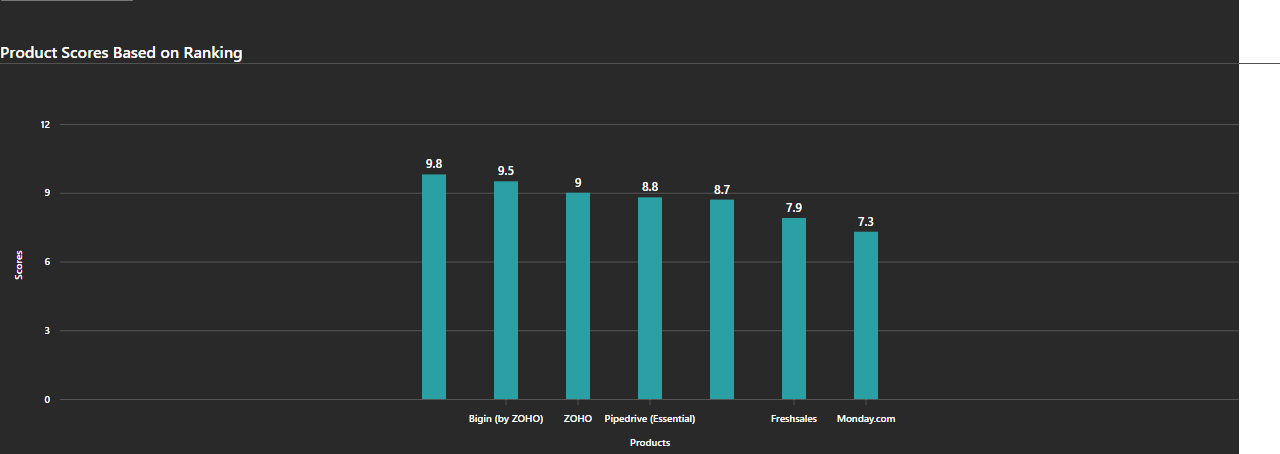 Product Scores Based on Ranking
12
9
6
3
0
Scores
9.8
9.5
9
8.8
8.7
7.9
7.3
Bigin (by ZOHO)
ZOHO
Pipedrive (Essential)
Freshsales
Monday.com
Products